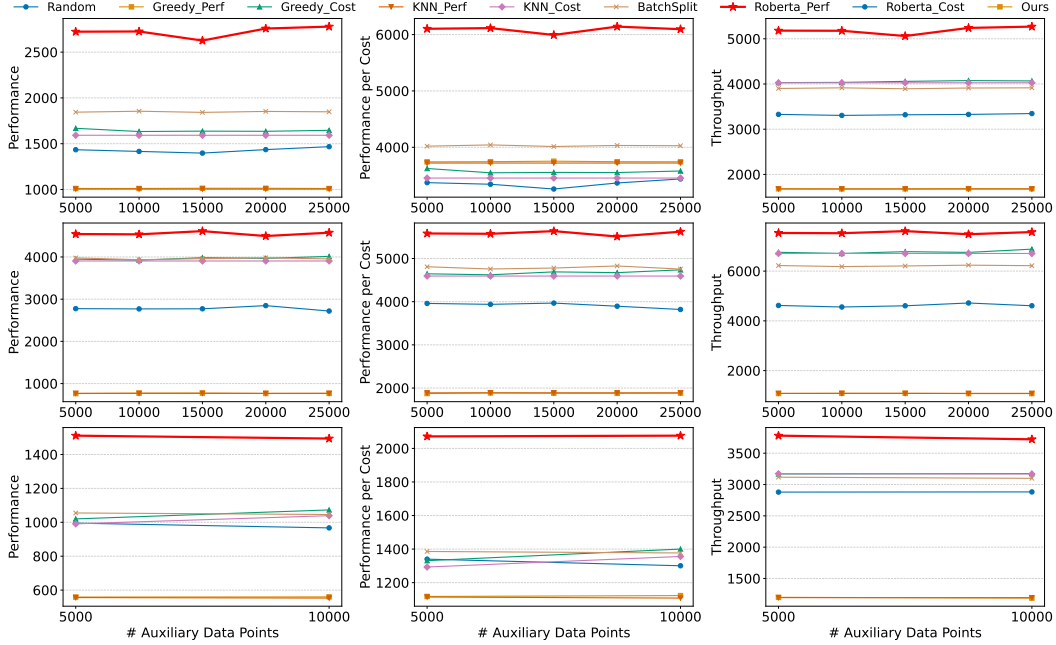 Random Greedy_Perf Greedy_Cost KNN_Perf KNN_Cost BatchSplit Roberta_Perf Roberta_Cost Ours
Performance
2500
2000
1500
1000
5000 10000 15000 20000 25000
Performance per Cost
6000
5000
4000
5000 10000 15000 20000 25000
Throughput
5000
4000
3000
2000
5000 10000 15000 20000 25000
Performance
4000
3000
2000
1000
5000 10000 15000 20000 25000
Performance per Cost
5000
4000
3000
2000
5000 10000 15000 20000 25000
Throughput
6000
4000
2000
5000 10000 15000 20000 25000
Performance
1400
1200
1000
800
600
5000 10000
# Auxiliary Data Points
Performance per Cost
2000
1800
1600
1400
1200
5000 10000
# Auxiliary Data Points
Throughput
3500
3000
2500
2000
1500
5000 10000
# Auxiliary Data Points